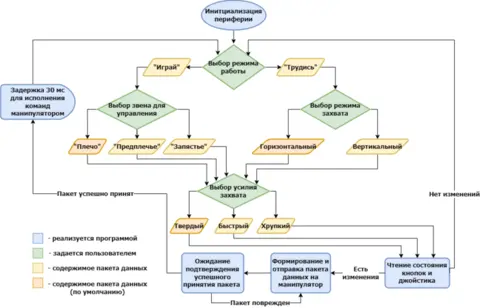 Инитциализация
периферии
Выбор режима
работы
"Играй"
"Трудись"
Задержка 30 мс
для исполнения
команд
манипулятором
Выбор звена для
управления
Выбор режима
захвата
"Плечо"
"Предплечье"
"Запястье"
Горизонтальный
Вертикальный
Выбор усилия
захвата
Пакет успешно принят
Нет изменений
Твердый
Быстрый
Хрупкий
- реализуется программой
- задается пользователем
- содержимое пакета данных
- содержимое пакета данных
(по умолчанию)
Ожидание
подтверждения
успешного
принятия пакета
Формирование и
отправка пакета
данных на
манипулятор
Есть
изменения
Чтение состояния
кнопок и
джойстика
Пакет поврежден